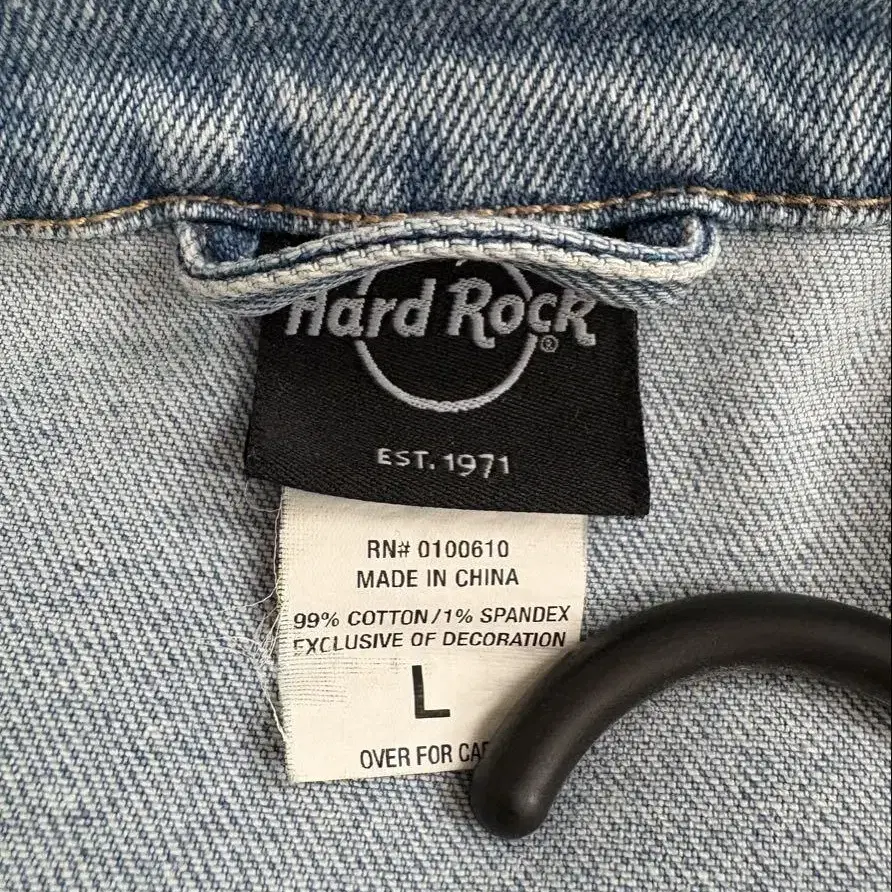 Hard Rock
®
EST. 1971
RN# 0100610
MADE IN CHINA
99% COTTON/1% SPANDEX
EXCLUSIVE OF DECORATION
L
OVER FOR